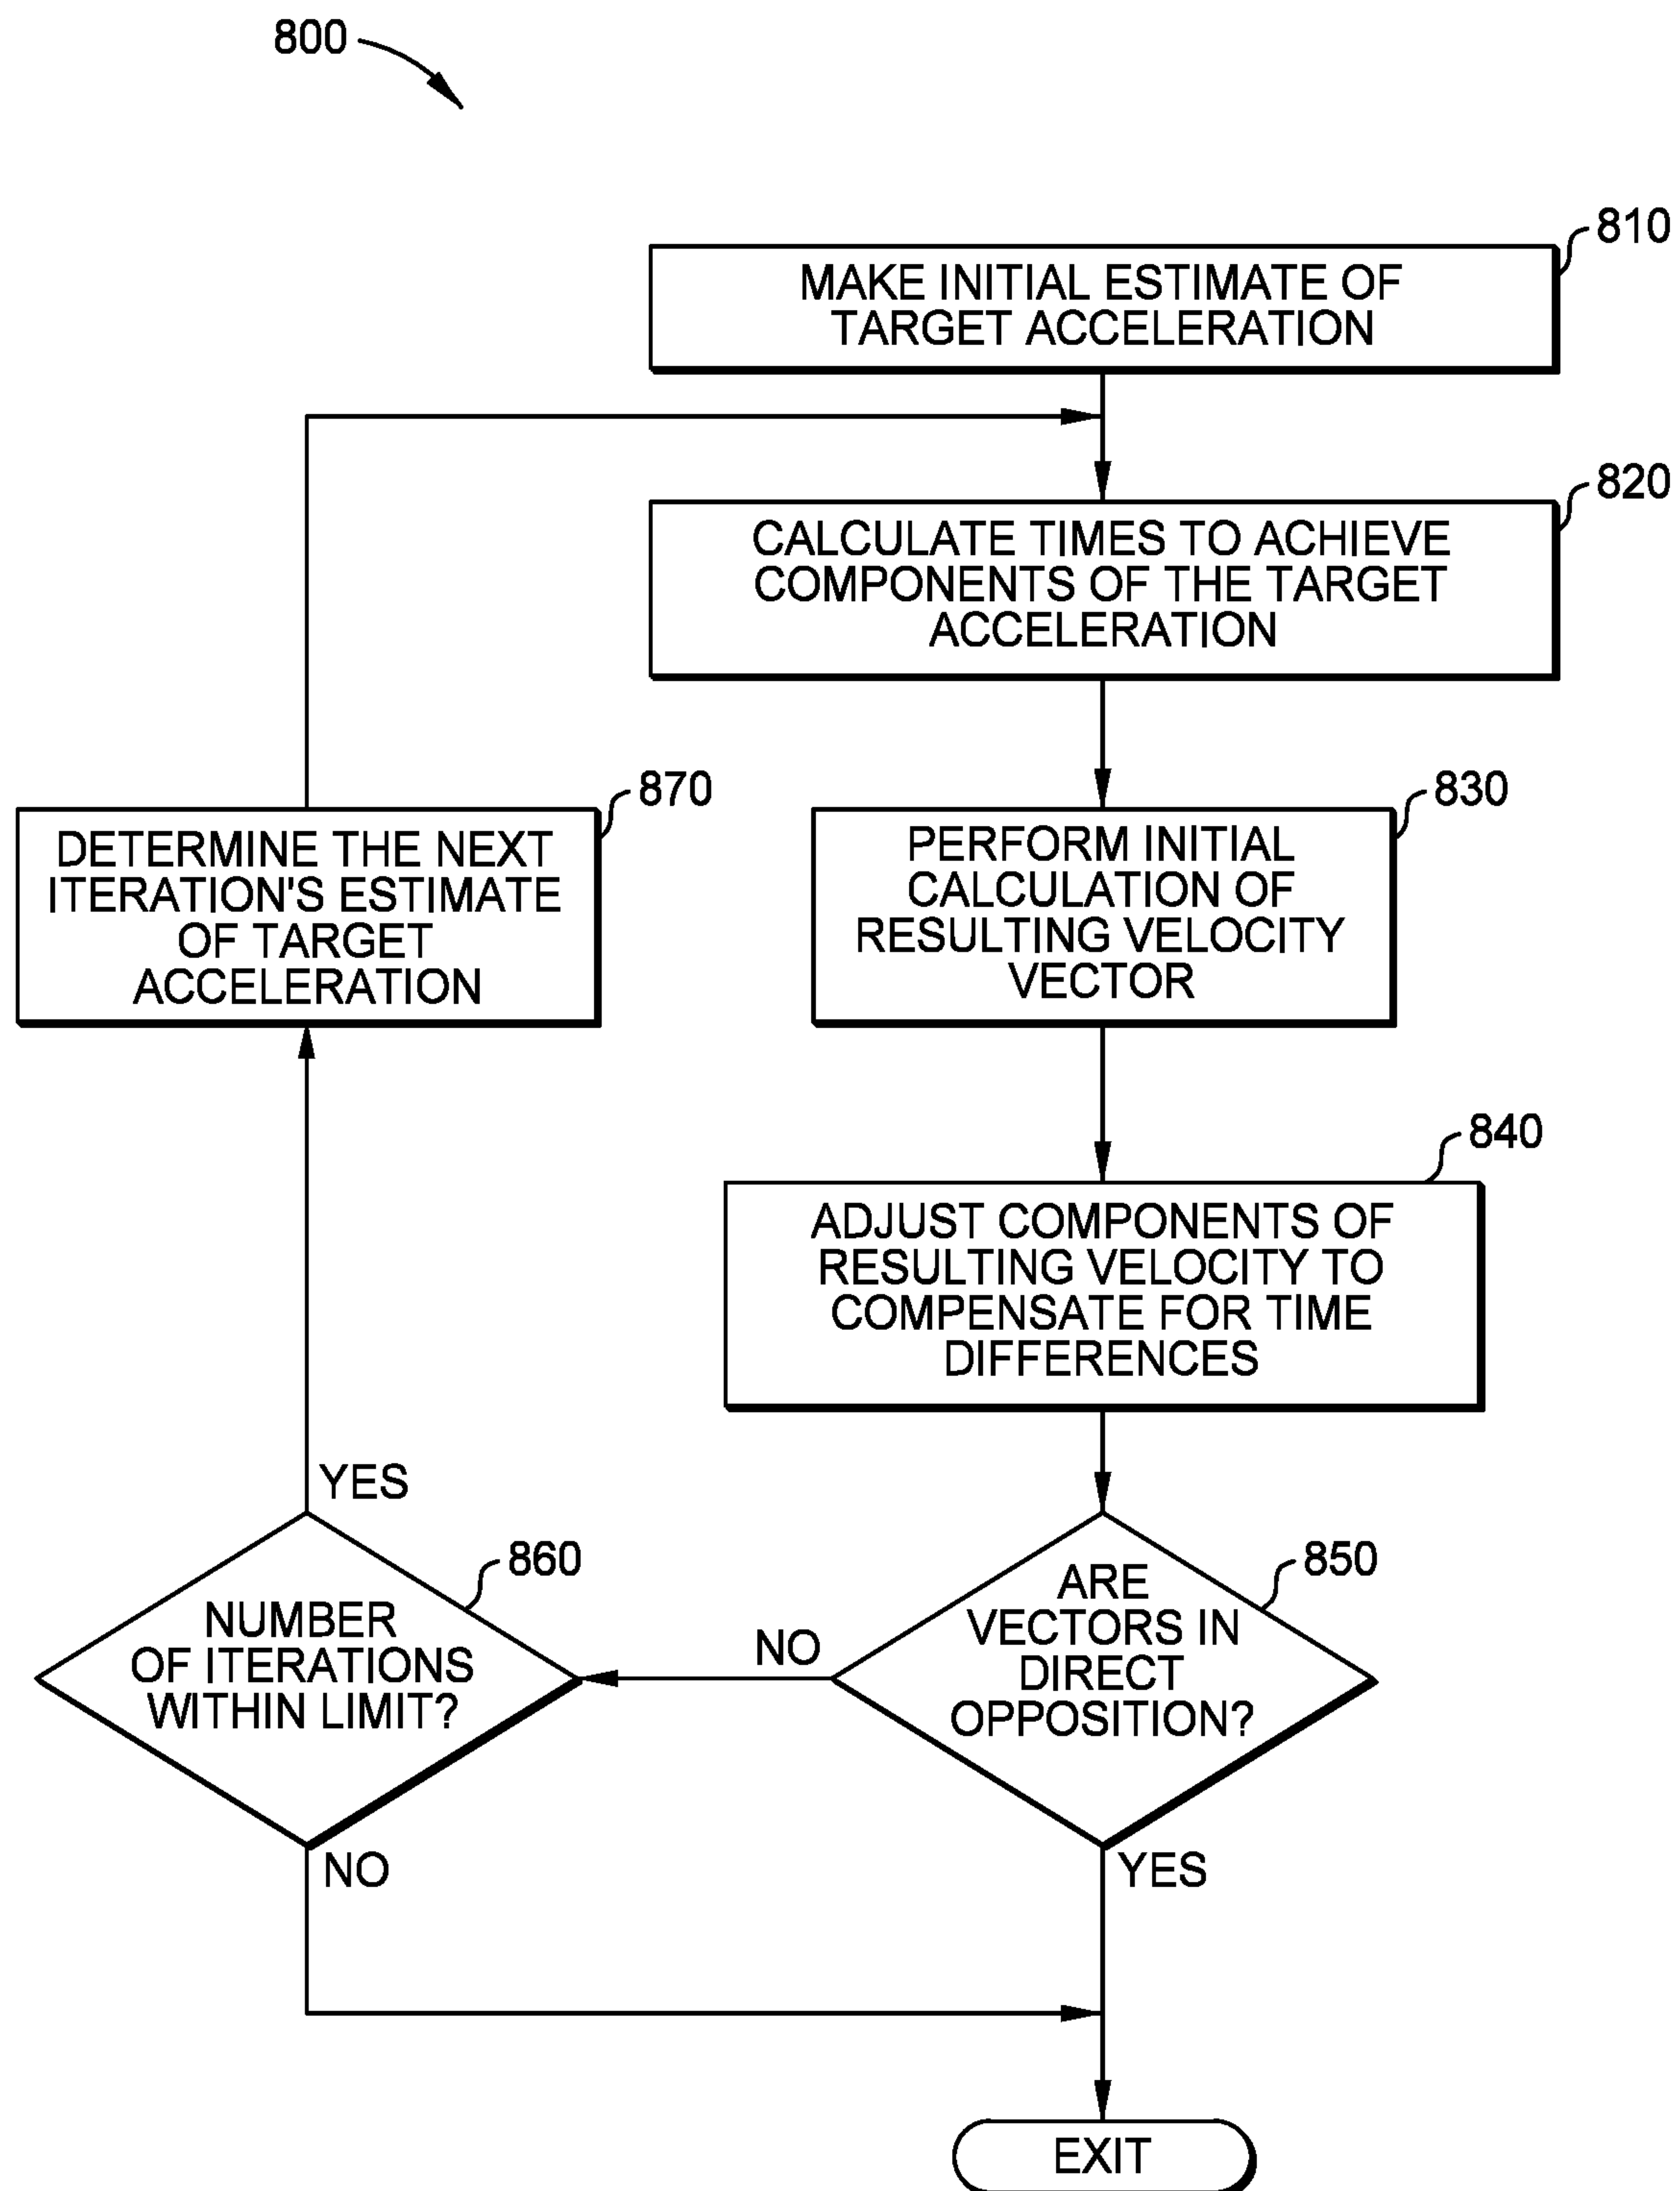 800
810
MAKE INITIAL ESTIMATE OF
TARGET ACCELERATION
820
CALCULATE TIMES TO ACHIEVE
COMPONENTS OF THE TARGET
ACCELERATION
870
DETERMINE THE NEXT
ITERATION'S ESTIMATE
OF TARGET
ACCELERATION
830
PERFORM INITIAL
CALCULATION OF
RESULTING VELOCITY
VECTOR
840
ADJUST COMPONENTS OF
RESULTING VELOCITY TO
COMPENSATE FOR TIME
DIFFERENCES
YES
860
NUMBER
OF ITERATIONS
WITHIN LIMIT?
NO
850
ARE
VECTORS IN
DIRECT
OPPOSITION?
NO
YES
EXIT